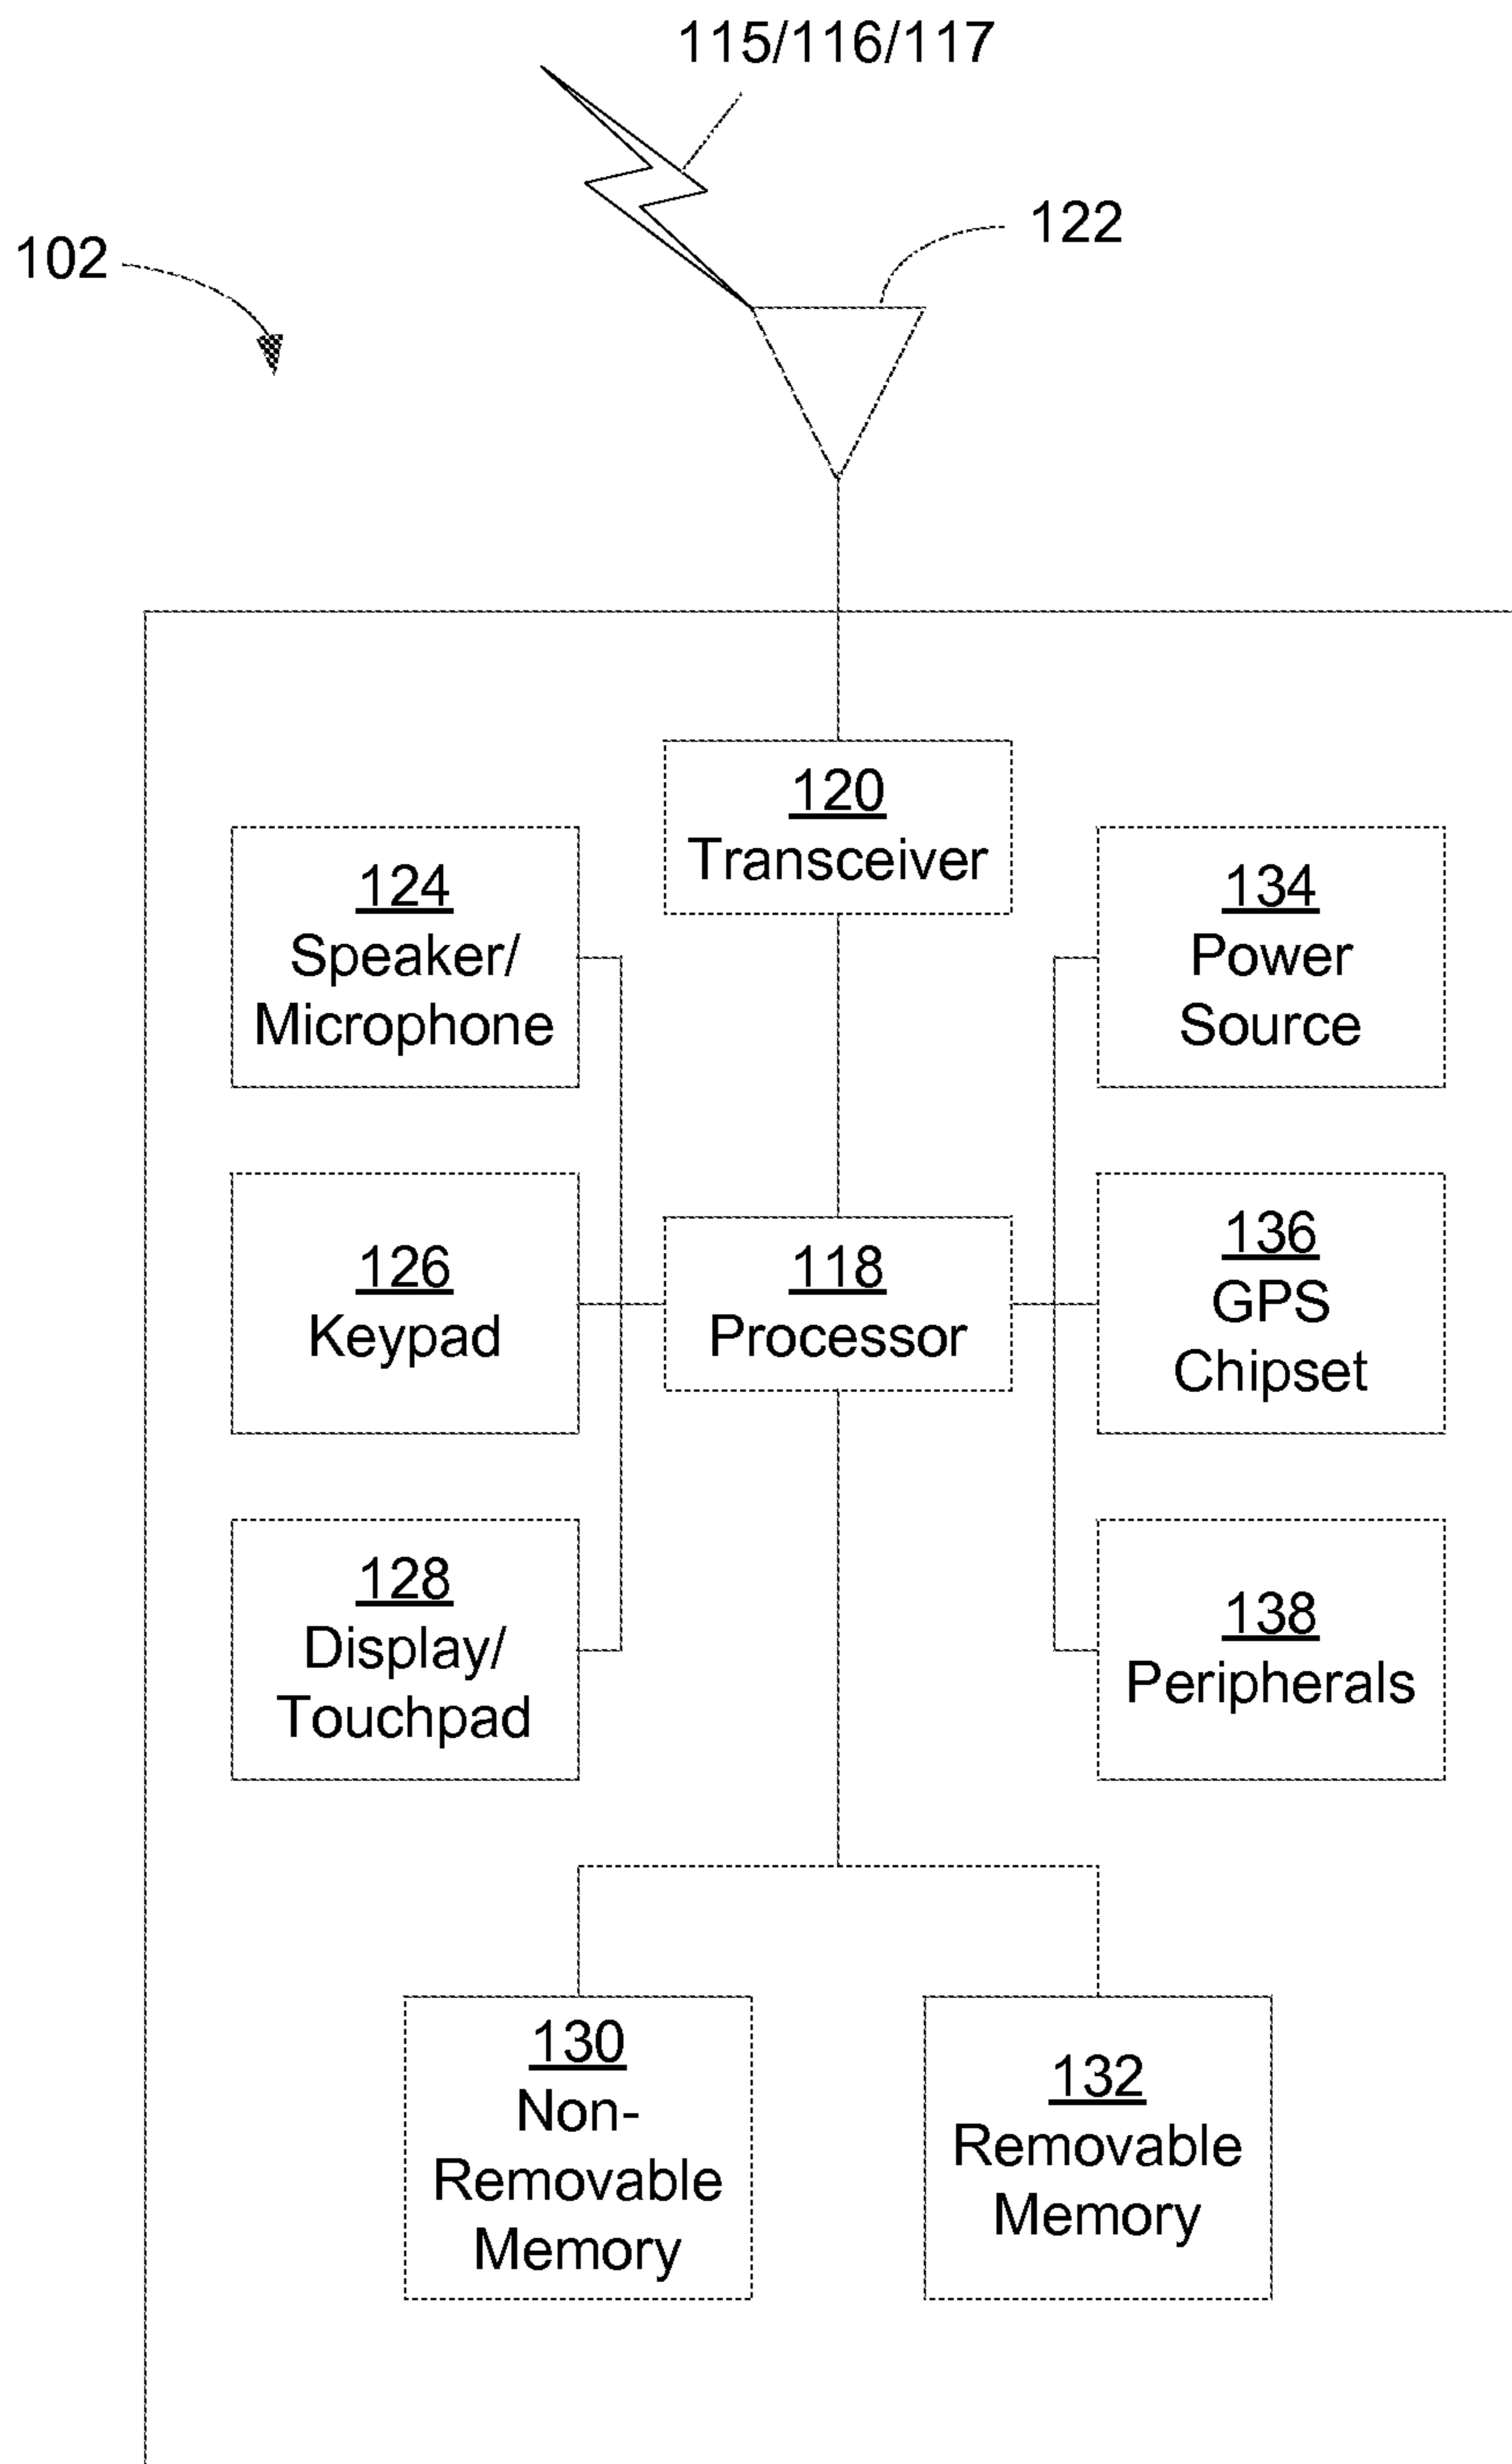 115/116/117
122
102
120
Transceiver
124
Speaker/
Microphone
134
Power
Source
126
Keypad
118
Processor
136
GPS
Chipset
128
Display/
Touchpad
138
Peripherals
130
Non-
Removable
Memory
132
Removable
Memory